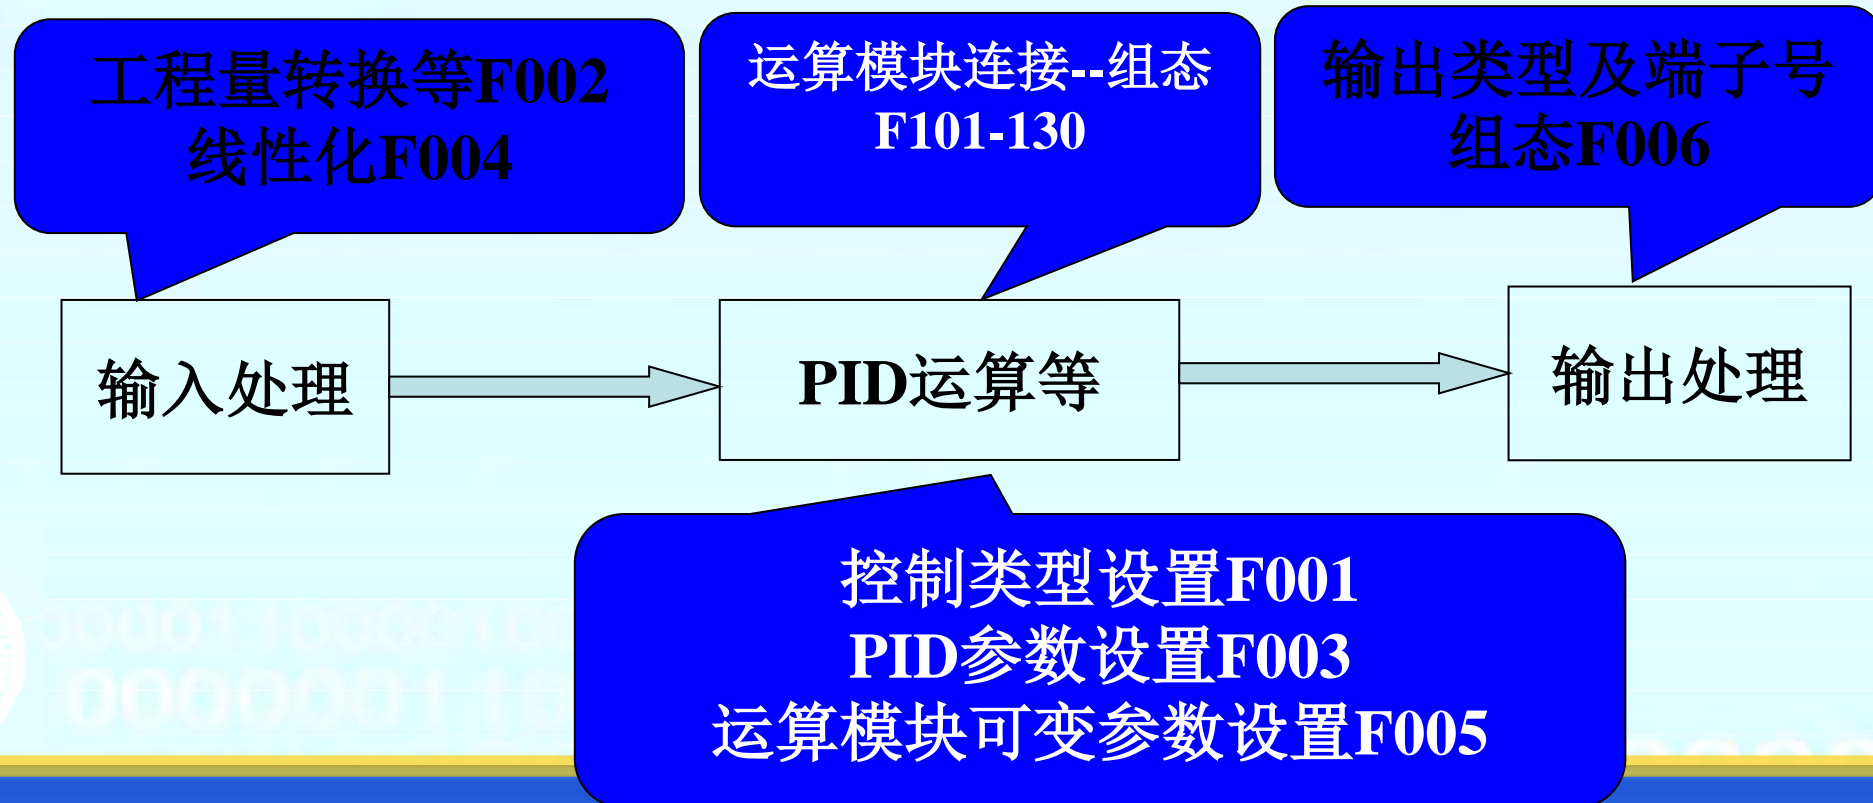 工程量转换等F002
线性化F004
运算模块连接--组态
F101-130
输出类型及端子号
组态F006
输入处理
PID运算等
输出处理
控制类型设置F001
PID参数设置F003
运算模块可变参数设置F005